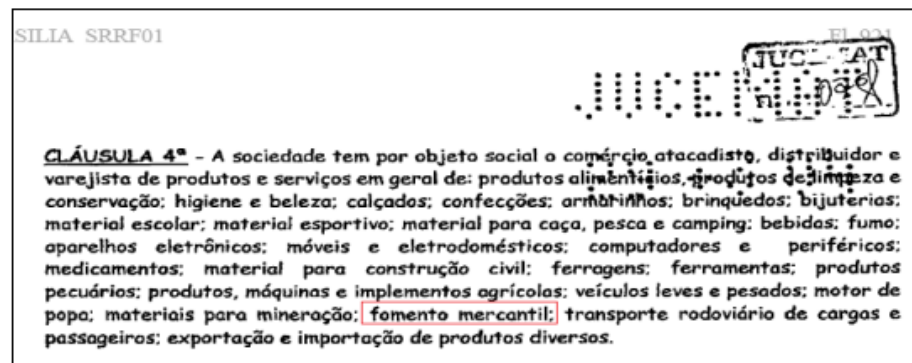 SILIA SRRF01 Fl. 921
JUCEMAT
CLÁUSULA 4ª - A sociedade tem por objeto social o comércio atacadista, distribuidor e
varejista de produtos e serviços em geral de: produtos alimentícios, produtos de limpeza e
conservação; higiene e beleza; calçados; confecções; armarinhos; brinquedos; bijuterias;
material escolar; material esportivo; material para caça, pesca e camping; bebidas; fumo;
aparelhos eletrônicos; móveis e eletrodomésticos; computadores e periféricos;
medicamentos; material para construção civil; ferragens; ferramentas; produtos
pecuários; produtos, máquinas e implementos agrícolas; veículos leves e pesados; motor de
popa; materiais para mineração; fomento mercantil; transporte rodoviário de cargas e
passageiros; exportação e importação de produtos diversos.